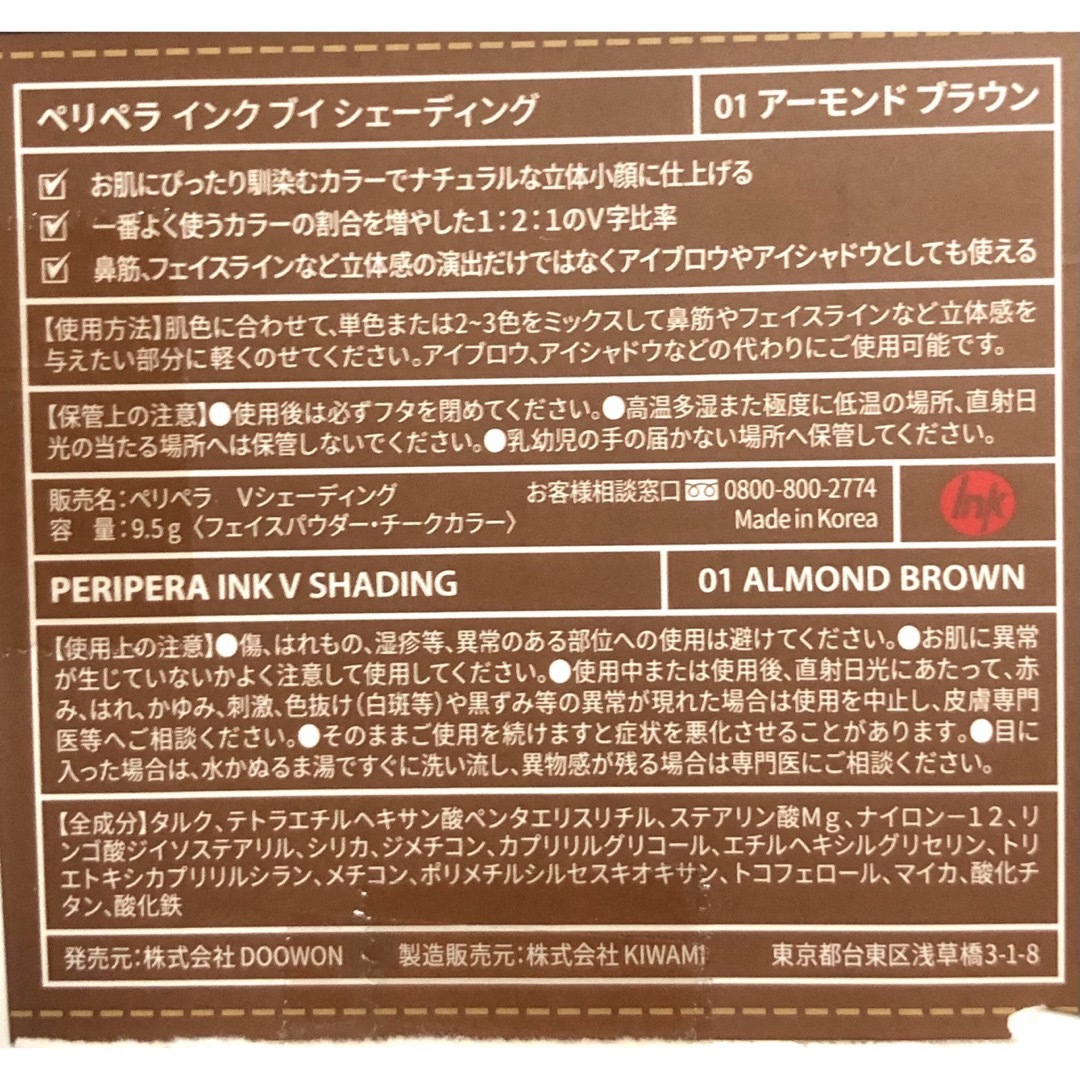 ペリペラ インク ブイ シェーディング
01 アーモンド ブラウン
お肌にぴったり馴染むカラーでナチュラルな立体小顔に仕上げる
一番よく使うカラーの割合を増やした1:2:1のV字比率
鼻筋、フェイスラインなど立体感の演出だけではなくアイブロウやアイシャドウとしても使える
【使用方法】肌色に合わせて、単色または2~3色をミックスして鼻筋やフェイスラインなど立体感を
与えたい部分に軽くのせてください。アイブロウ、アイシャドウなどの代わりにご使用可能です。
【保管上の注意】●使用後は必ずフタを閉めてください。●高温多湿また極度に低温の場所、直射日
光の当たる場所へは保管しないでください。●乳幼児の手の届かない場所へ保管してください。
販売名:ペリペラ Vシェーディング
お客様相談窓口 0800-800-2774
容 量:9.5g〈フェイスパウダー・チークカラー〉
Made in Korea
Ink
PERIPERA INK V SHADING
01 ALMOND BROWN
【使用上の注意】●傷、はれもの、湿疹等、異常のある部位への使用は避けてください。●お肌に異常
が生じていないかよく注意して使用してください。●使用中または使用後、直射日光にあたって、赤
み、はれ、かゆみ、刺激、色抜け(白斑等)や黒ずみ等の異常が現れた場合は使用を中止し、皮膚専門
医等へご相談ください。●そのままご使用を続けますと症状を悪化させることがあります。●目に
入った場合は、水かぬるま湯ですぐに洗い流し、異物感が残る場合は専門医にご相談ください。
【全成分】タルク、テトラエチルヘキサン酸ペンタエリスリチル、ステアリン酸Mg、ナイロン-12、リ
ンゴ酸ジイソステアリル、シリカ、ジメチコン、カプリリルグリコール、エチルヘキシルグリセリン、トリ
エトキシカプリリルシラン、メチコン、ポリメチルシルセスキオキサン、トコフェロール、マイカ、酸化チ
タン、酸化鉄
発売元:株式会社 DOOWON 製造販売元:株式会社 KIWAMI 東京都台東区浅草橋3-1-8